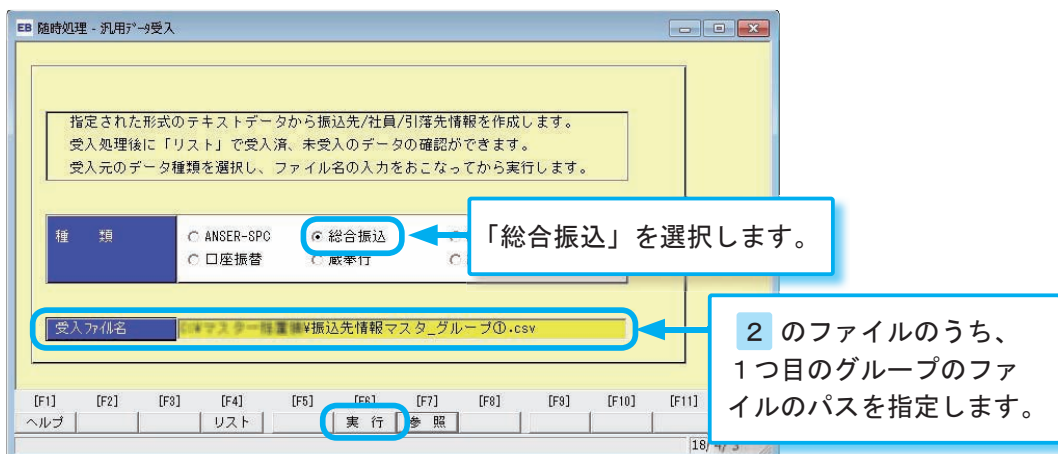 EB 随時処理 - 汎用ﾃﾞｰﾀ受入
指定された形式のテキストデータから振込先/社員/引落先情報を作成します。
受入処理後に「リスト」で受入済、未受入のデータの確認ができます。
受入元のデータ種類を選択し、ファイル名の入力をおこなってから実行します。
種 類
ANSER-SPC
総合振込
口座振替
蔵奉行
「総合振込」を選択します。
受入ﾌｧｲﾙ名
¥振込先情報マスタ_グループ①.csv
2 のファイルのうち、
１つ目のグループのファ
イルのパスを指定します。
[F1] [F2] [F3] [F4] [F5] [F6] [F7] [F8] [F9] [F10] [F11]
ヘルプ リスト 実 行 参 照
18/ 4/ 3